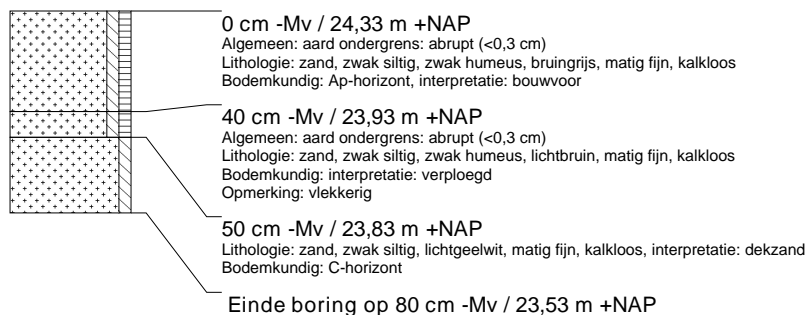 0 cm -Mv / 24,33 m +NAP
Algemeen: aard ondergrens: abrupt (<0,3 cm)
Lithologie: zand, zwak siltig, zwak humeus, bruingrijs, matig fijn, kalkloos
Bodemkundig: Ap-horizont, interpretatie: bouwvoor
40 cm -Mv / 23,93 m +NAP
Algemeen: aard ondergrens: abrupt (<0,3 cm)
Lithologie: zand, zwak siltig, zwak humeus, lichtbruin, matig fijn, kalkloos
Bodemkundig: interpretatie: verploegd
Opmerking: vlekkerig
50 cm -Mv / 23,83 m +NAP
Lithologie: zand, zwak siltig, lichtgeelwit, matig fijn, kalkloos, interpretatie: dekzand
Bodemkundig: C-horizont
Einde boring op 80 cm -Mv / 23,53 m +NAP